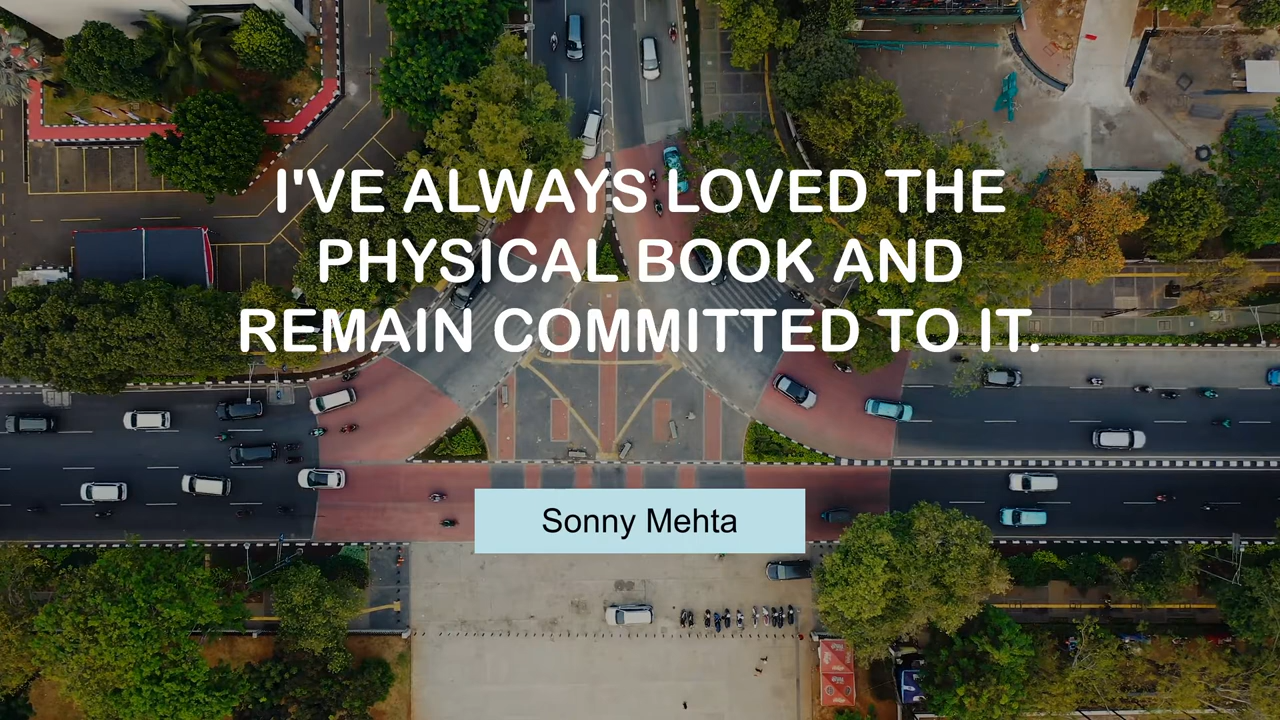 I'VE ALWAYS LOVED THE
PHYSICAL BOOK AND
REMAIN COMMITTED TO IT.
Sonny Mehta